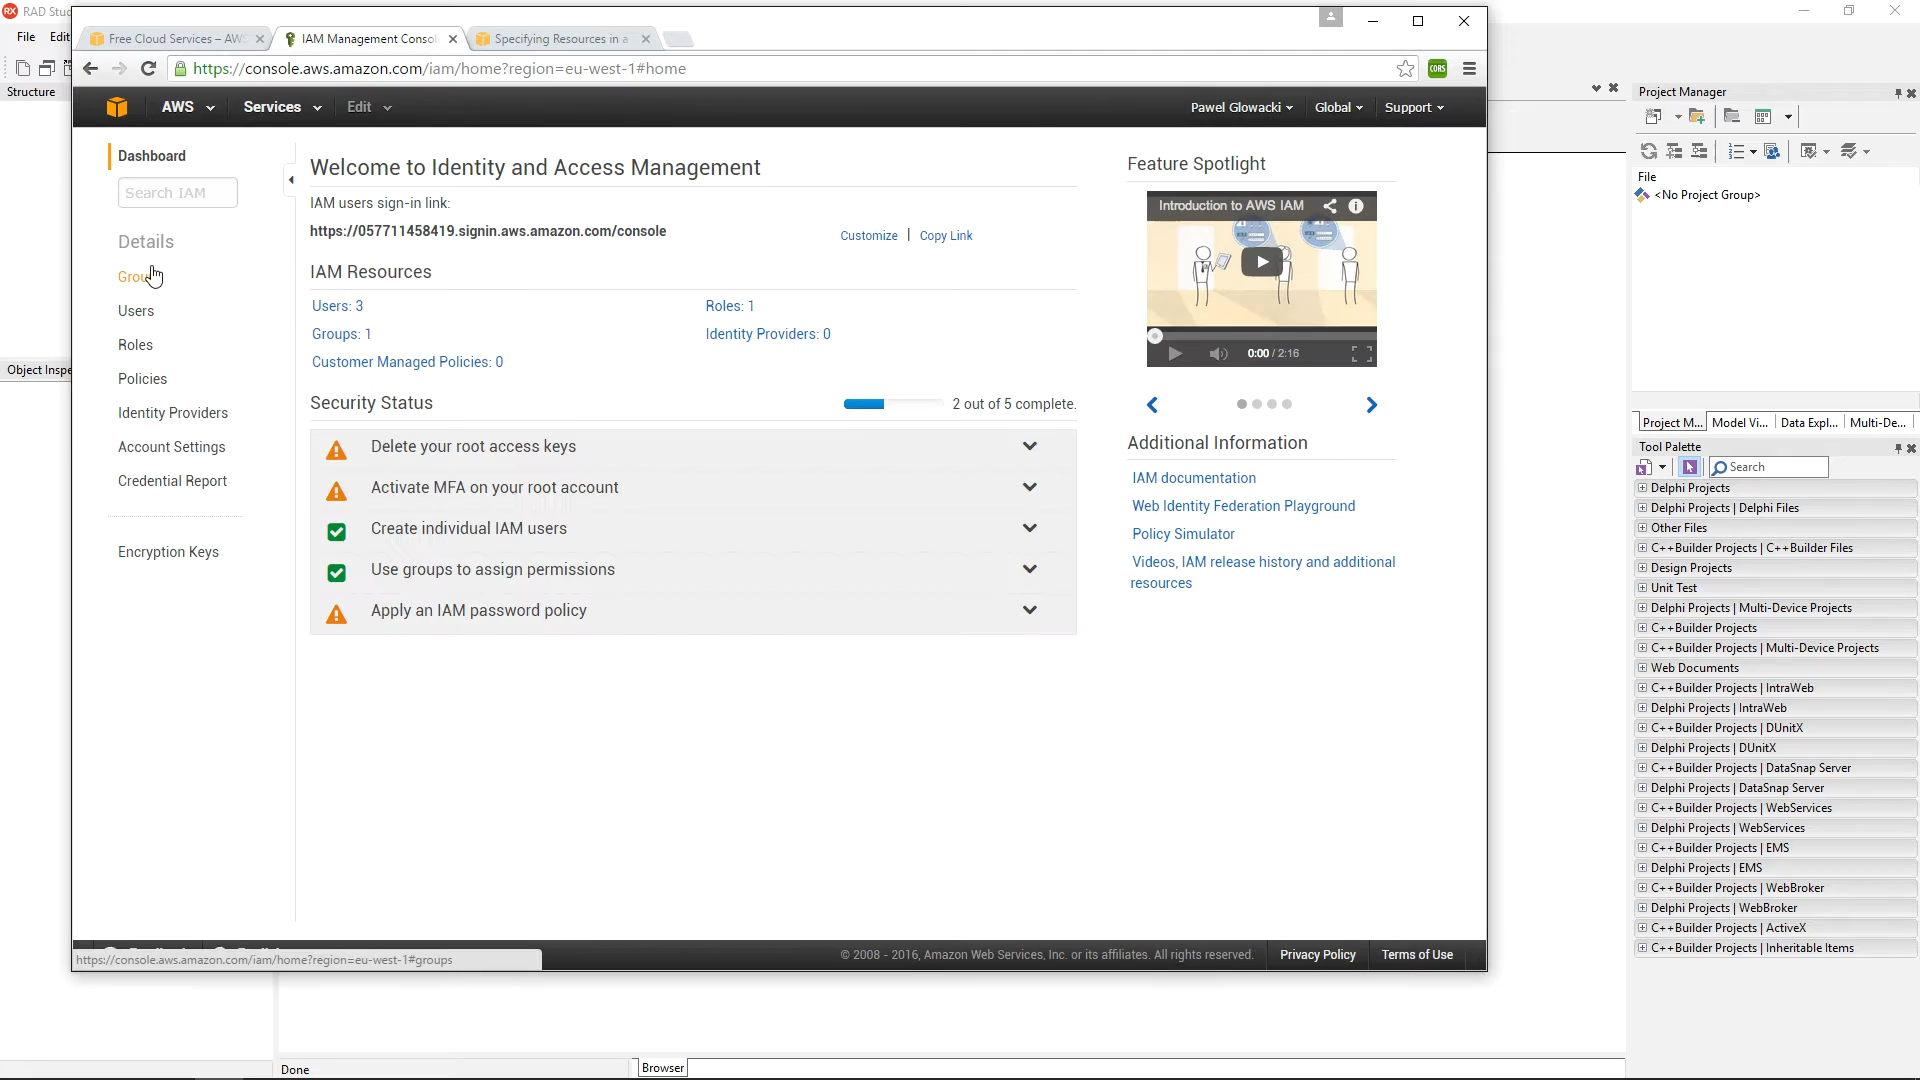 RAD Stu
File
Edit
Structure
Object Inspe
Free Cloud Services – AW
IAM Management Conso
Specifying Resources in a
https://console.aws.amazon.com/iam/home?region=eu-west-1#home
CORS
AWS
Services
Edit
Pawel Glowacki
Global
Support
Dashboard
Search IAM
Details
Users
Roles
Policies
Identity Providers
Account Settings
Credential Report
Encryption Keys
Welcome to Identity and Access Management
IAM users sign-in link:
https://057711458419.signin.aws.amazon.com/console
Customize | Copy Link
IAM Resources
Users: 3
Roles: 1
Groups: 1
Identity Providers: 0
Customer Managed Policies: 0
Security Status
2 out of 5 complete.
Delete your root access keys
Activate MFA on your root account
Create individual IAM users
Use groups to assign permissions
Apply an IAM password policy
Feature Spotlight
Introduction to AWS IAM
0:00 / 2:16
Additional Information
IAM documentation
Web Identity Federation Playground
Policy Simulator
Videos, IAM release history and additional
resources
https://console.aws.amazon.com/iam/home?region=eu-west-1#groups
© 2008 - 2016, Amazon Web Services, Inc. or its affiliates. All rights reserved.
Privacy Policy
Terms of Use
Done
Browser
Project Manager
File
<No Project Group>
Project M...
Model Vi...
Data Expl...
Multi-De...
Tool Palette
Search
Delphi Projects
Delphi Projects | Delphi Files
Other Files
C++Builder Projects | C++Builder Files
Design Projects
Unit Test
Delphi Projects | Multi-Device Projects
C++Builder Projects
C++Builder Projects | Multi-Device Projects
Web Documents
C++Builder Projects | IntraWeb
Delphi Projects | IntraWeb
C++Builder Projects | DUnitX
Delphi Projects | DUnitX
C++Builder Projects | DataSnap Server
Delphi Projects | DataSnap Server
C++Builder Projects | WebServices
Delphi Projects | WebServices
C++Builder Projects | EMS
Delphi Projects | EMS
C++Builder Projects | WebBroker
Delphi Projects | WebBroker
C++Builder Projects | ActiveX
C++Builder Projects | Inheritable Items